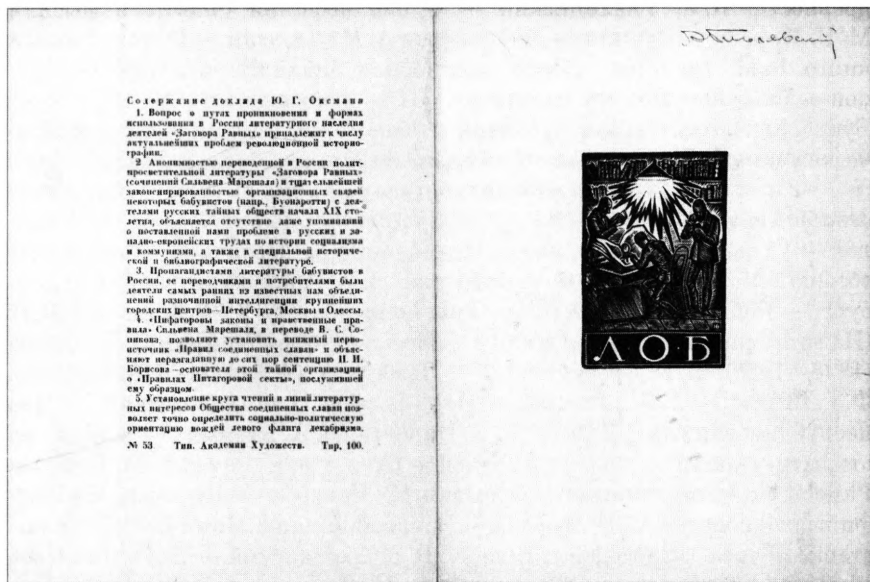 Содержание доклада Ю. Г. Оксмана
1. Вопрос о путях проникновения и формах
использования в России литературного наследия
деятелей «Заговора Равных» принадлежит к числу
актуальнейших проблем революционной историо-
графии.
2. Анонимностью переведенной в России полит-
просветительной литературы «Заговора Равных»
(сочинений Сильвена Марешаля) и тщательнейшей
законспирированностью организационных связей
некоторых бабувистов (напр., Буонаротти) с дея-
телями русских тайных обществ начала XIX сто-
летия, объясняется отсутствие даже упоминаний
о поставленной нами проблеме в русских и за-
падно-европейских трудах по истории социализма
и коммунизма, а также в специальной историче-
ской и библиографической литературе.
3. Пропагандистами литературы бабувистов в
России, ее переводчиками и потребителями были
деятели самых ранних из известных нам объеди-
нений разночинной интеллигенции крупнейших
городских центров—Петербурга, Москвы и Одессы.
4. «Пифагоровы законы и нравственные пра-
вила» Сильвена Марешаля, в переводе В. С. Со-
пикова, позволяют установить книжный перво-
источник «Правил соединенных славян» и объяс-
няют неразгаданную до сих пор сентенцию П. И.
Борисова—основателя этой тайной организации,
о «Правилах Питагоровой секты», послужившей
ему образцом.
5. Установление круга чтений и линий литератур-
ных интересов Общества соединенных славян поз-
воляет точно определить социально-политическую
ориентацию вождей левого фланга декабризма.
№ 53. Тип. Академии Художеств. Тир. 100.
Л·О·Б